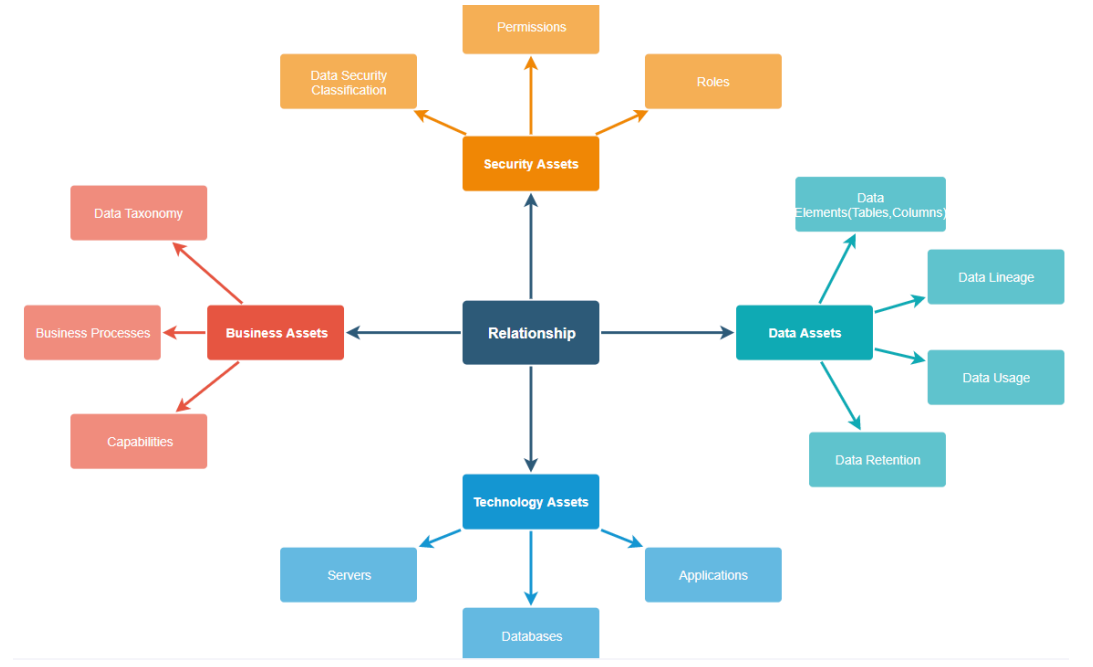 Permissions
Data Security
Classification
Roles
Security Assets
Data Taxonomy
Data
Elements(Tables,Columns)
Data Lineage
Business Processes
Business Assets
Relationship
Data Assets
Data Usage
Capabilities
Data Retention
Technology Assets
Servers
Applications
Databases